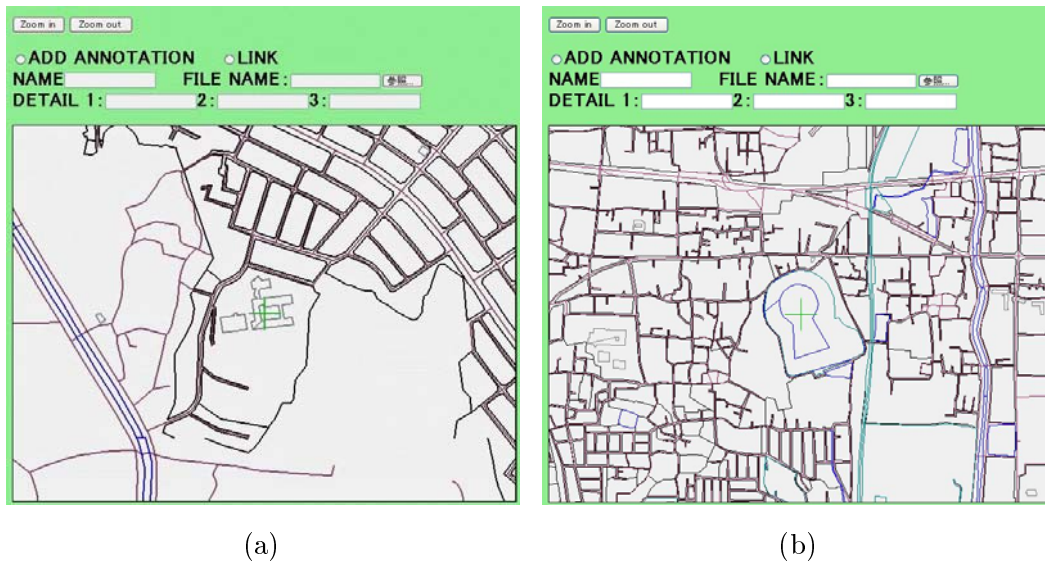 Zoom in Zoom out
ADD ANNOTATION LINK
NAME FILE NAME: 参照...
DETAIL 1: 2: 3:
Zoom in Zoom out
ADD ANNOTATION LINK
NAME FILE NAME: 参照...
DETAIL 1: 2: 3:
(a)
(b)